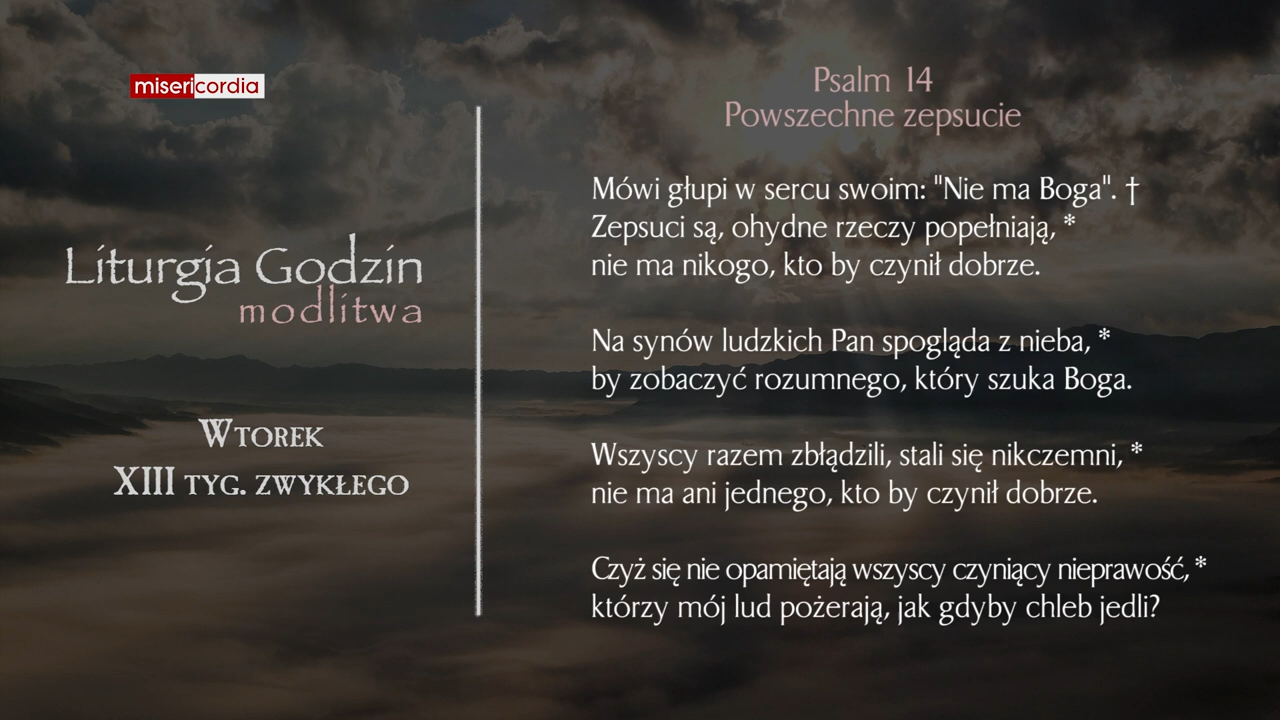 misericordia
Liturgia Godzin
modlitwa
Wtorek
XIII tyg. zwykłego
Psalm 14
Powszechne zepsucie
Mówi głupi w sercu swoim: "Nie ma Boga". †
Zepsuci są, ohydne rzeczy popełniają, *
nie ma nikogo, kto by czynił dobrze.
Na synów ludzkich Pan spogląda z nieba, *
by zobaczyć rozumnego, który szuka Boga.
Wszyscy razem zbłądzili, stali się nikczemni, *
nie ma ani jednego, kto by czynił dobrze.
Czyż się nie opamiętają wszyscy czyniący nieprawość, *
którzy mój lud pożerają, jak gdyby chleb jedli?